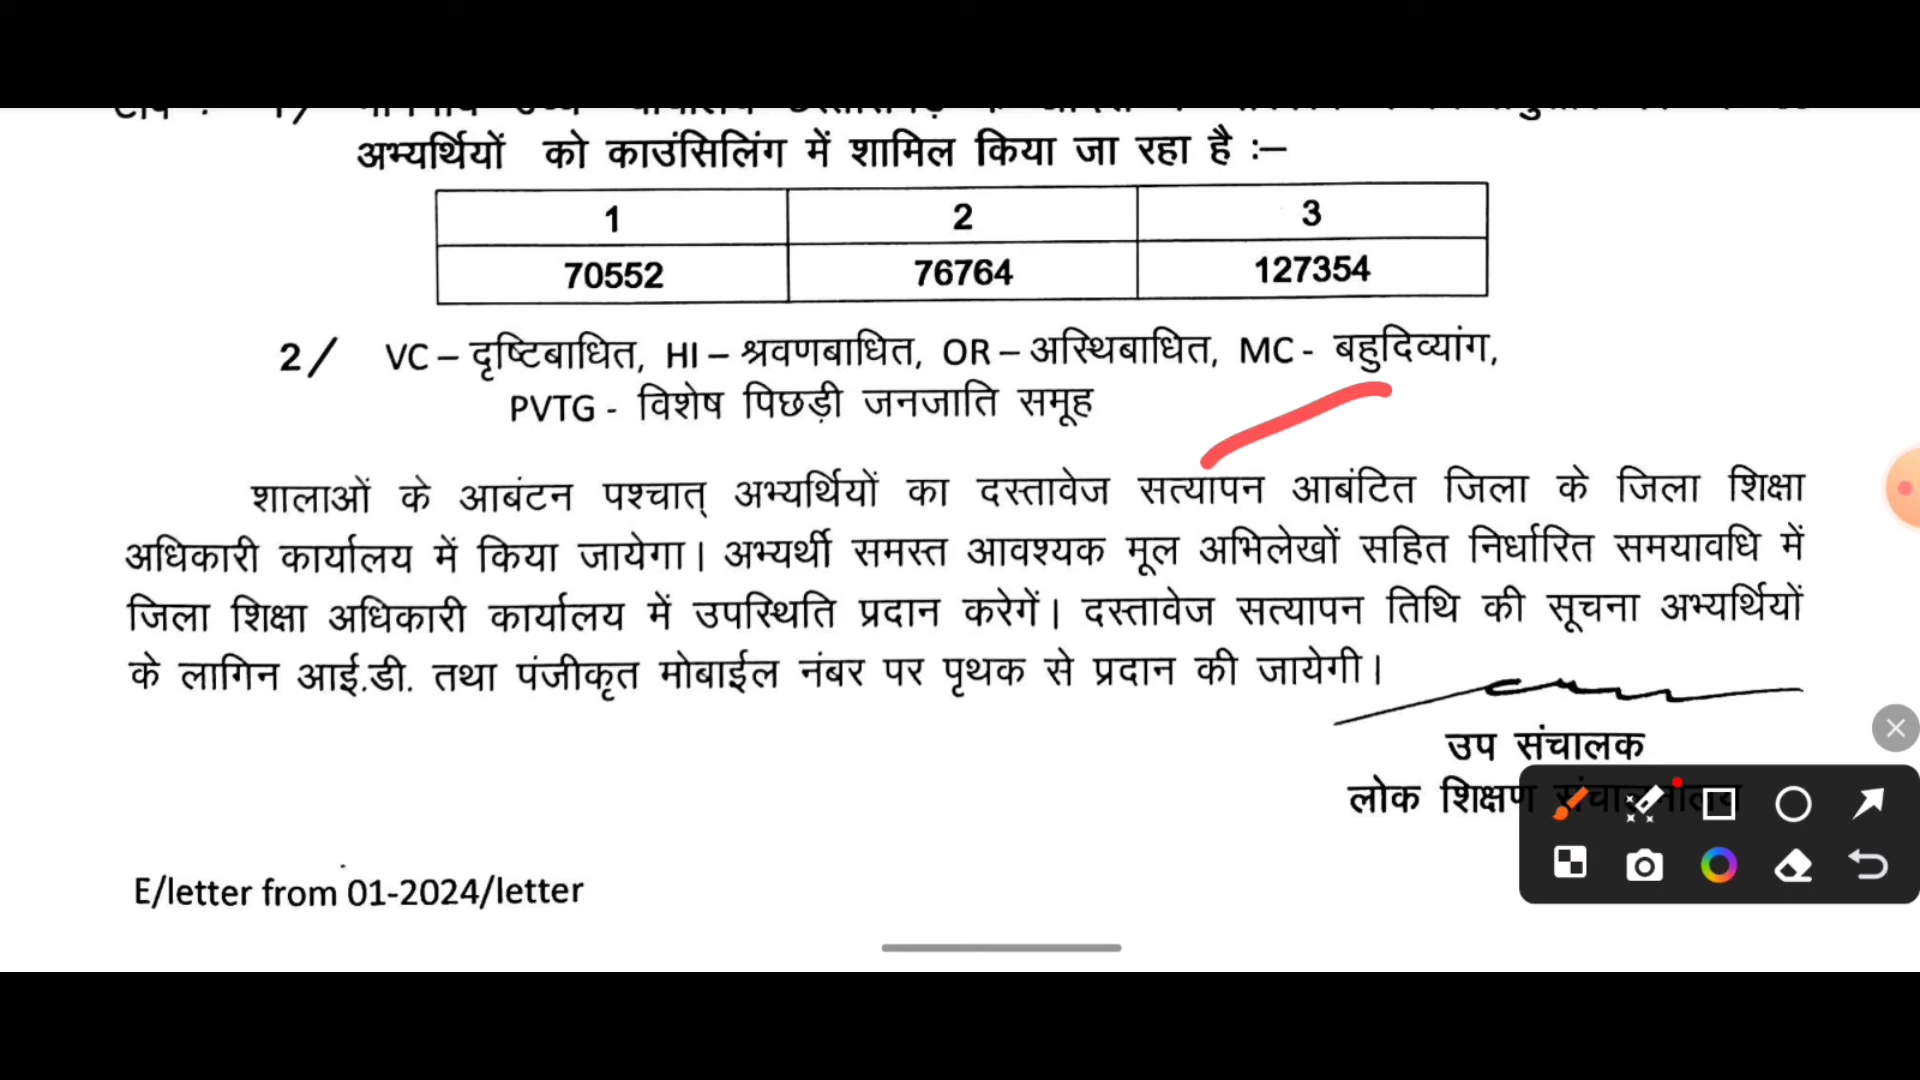 अभ्यर्थियों को काउंसिलिंग में शामिल किया जा रहा है :–
1 2 3
70552 76764 127354
2/ VC – दृष्टिबाधित, HI – श्रवणबाधित, OR – अस्थिबाधित, MC - बहुदिव्यांग,
PVTG - विशेष पिछड़ी जनजाति समूह
शालाओं के आबंटन पश्चात् अभ्यर्थियों का दस्तावेज सत्यापन आबंटित जिला के जिला शिक्षा
अधिकारी कार्यालय में किया जायेगा। अभ्यर्थी समस्त आवश्यक मूल अभिलेखों सहित निर्धारित समयावधि में
जिला शिक्षा अधिकारी कार्यालय में उपस्थिति प्रदान करेगें। दस्तावेज सत्यापन तिथि की सूचना अभ्यर्थियों
के लागिन आई.डी. तथा पंजीकृत मोबाईल नंबर पर पृथक से प्रदान की जायेगी।
उप संचालक
लोक शिक्षण संचालनालय
E/letter from 01-2024/letter